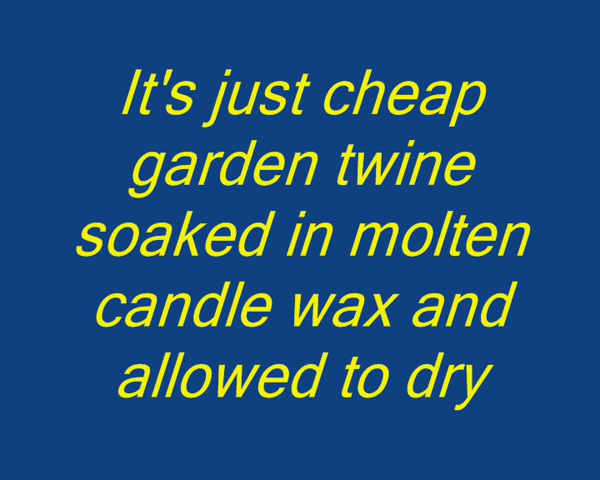 It's just cheap
garden twine
soaked in molten
candle wax and
allowed to dry